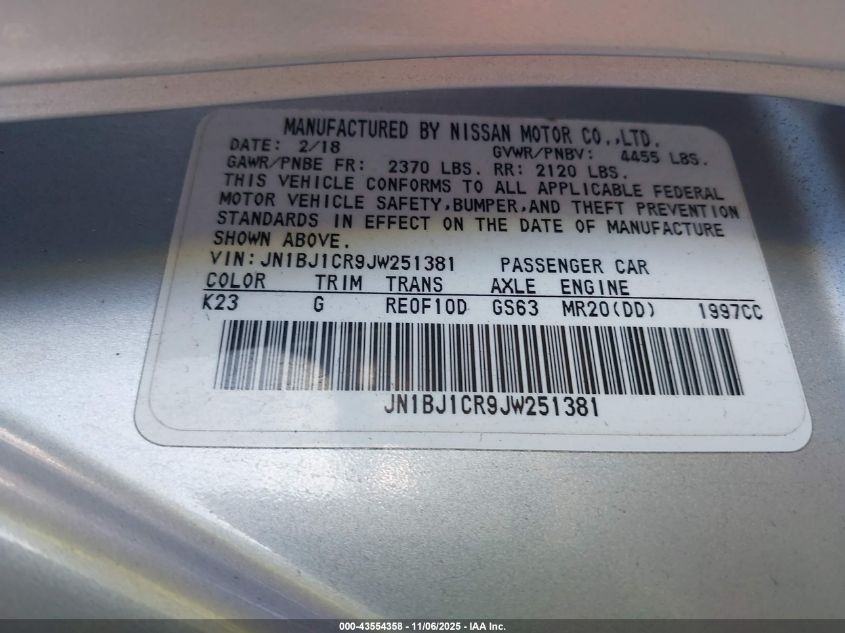 MANUFACTURED BY NISSAN MOTOR CO.,LTD.
DATE: 2/18 GVWR/PNBV: 4455 LBS.
GAWR/PNBE FR: 2370 LBS. RR: 2120 LBS.
THIS VEHICLE CONFORMS TO ALL APPLICABLE FEDERAL
MOTOR VEHICLE SAFETY,BUMPER,AND THEFT PREVENTION
STANDARDS IN EFFECT ON THE DATE OF MANUFACTURE
SHOWN ABOVE.
VIN:JN1BJ1CR9JW251381 PASSENGER CAR
COLOR TRIM TRANS AXLE ENGINE
K23 G RE0F10D GS63 MR20(DD) 1997CC
JN1BJ1CR9JW251381
000-43554358 - 11/06/2025 - IAA Inc.